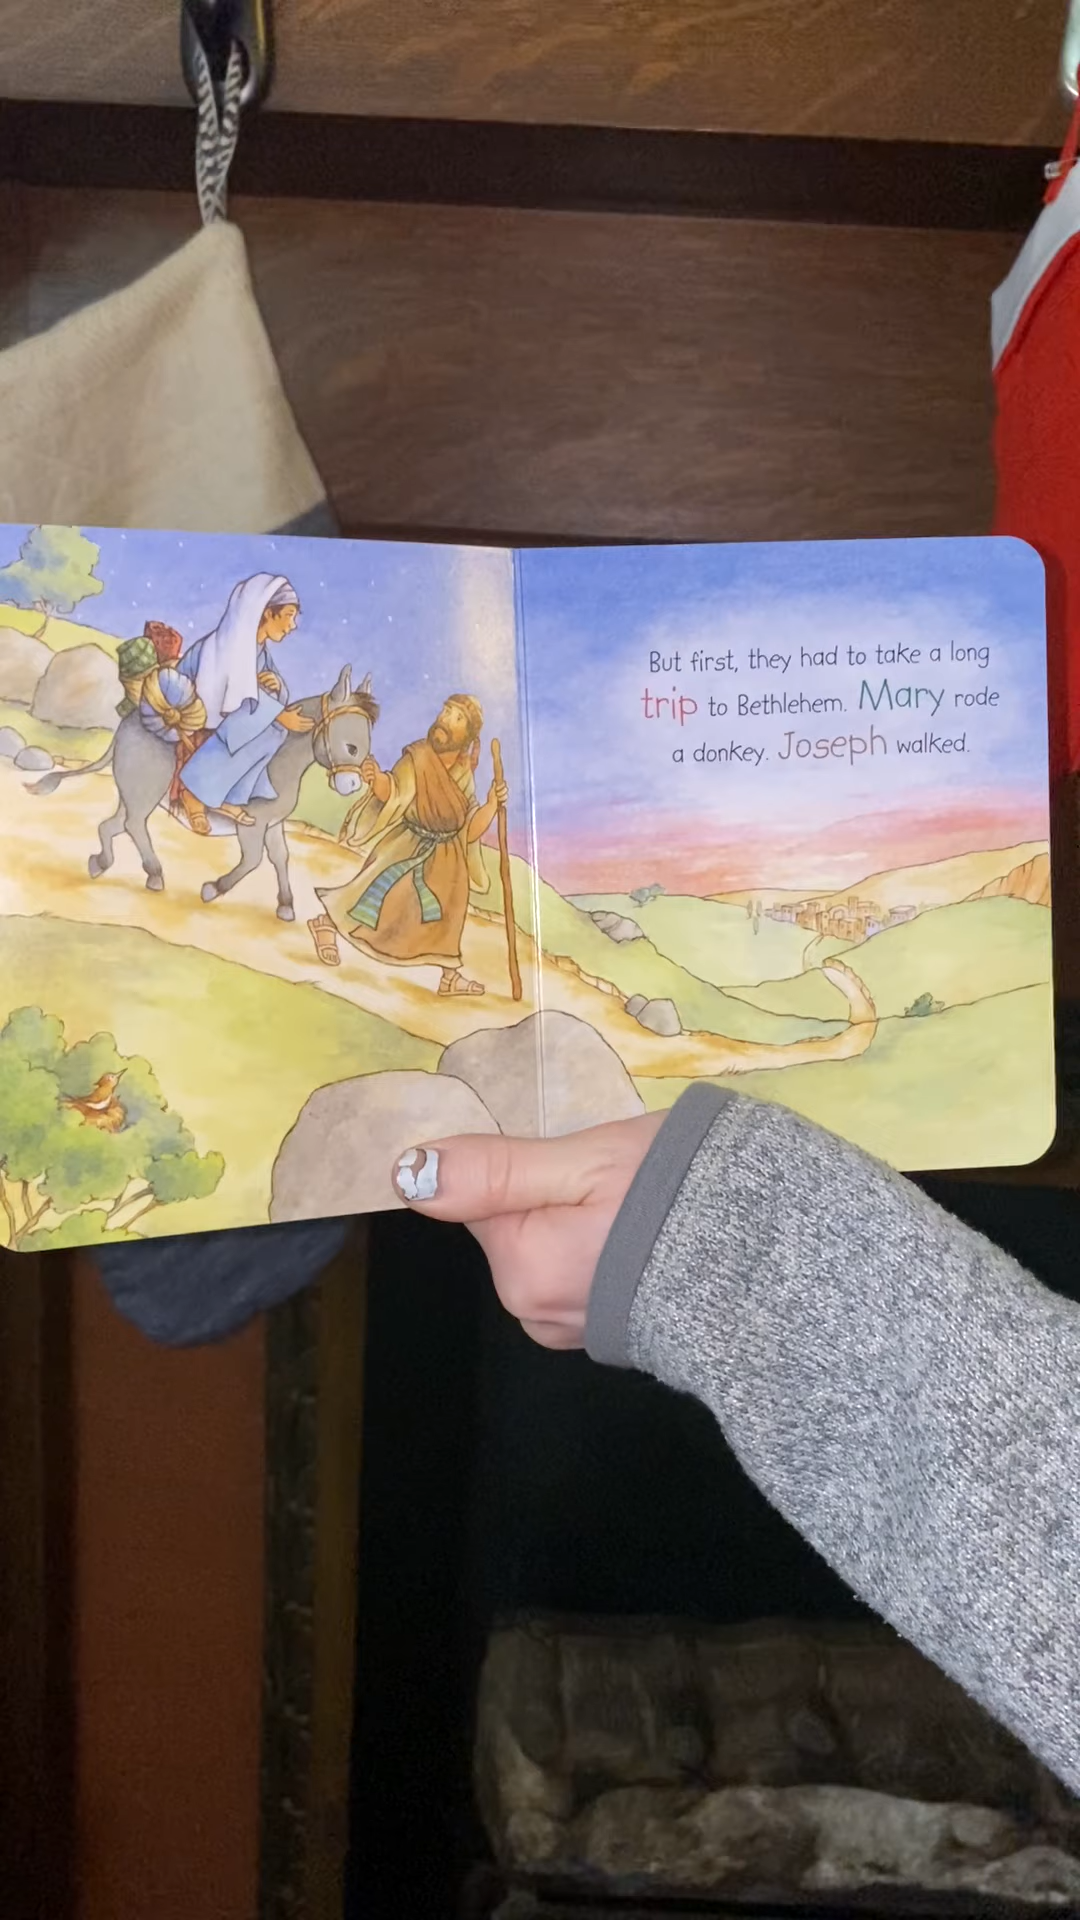 But first, they had to take a long
trip to Bethlehem. Mary rode
a donkey. Joseph walked.